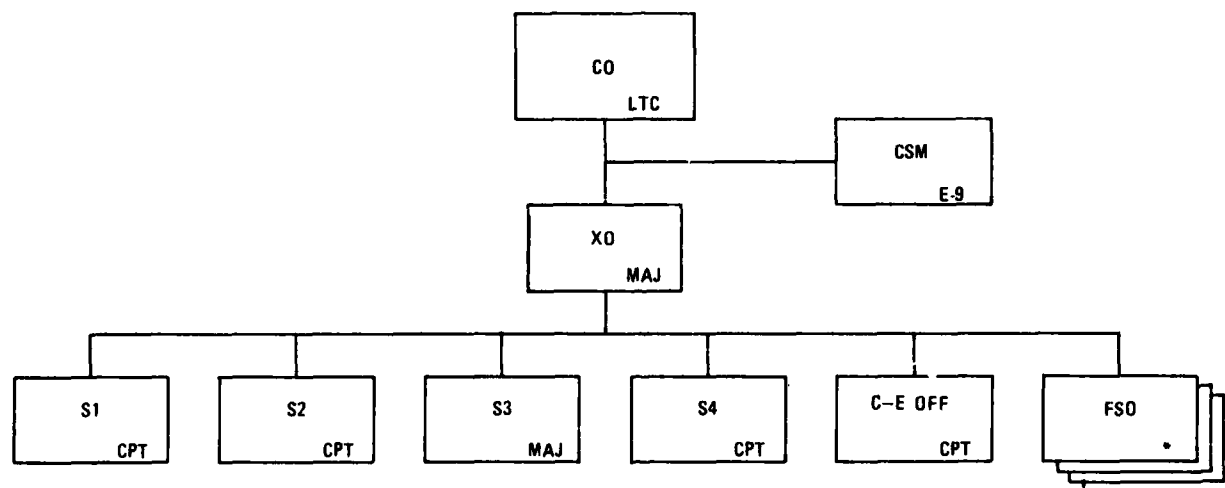 CO
LTC
CSM
E-9
XO
MAJ
S1
CPT
S2
CPT
S3
MAJ
S4
CPT
C–E OFF
CPT
FSO
*